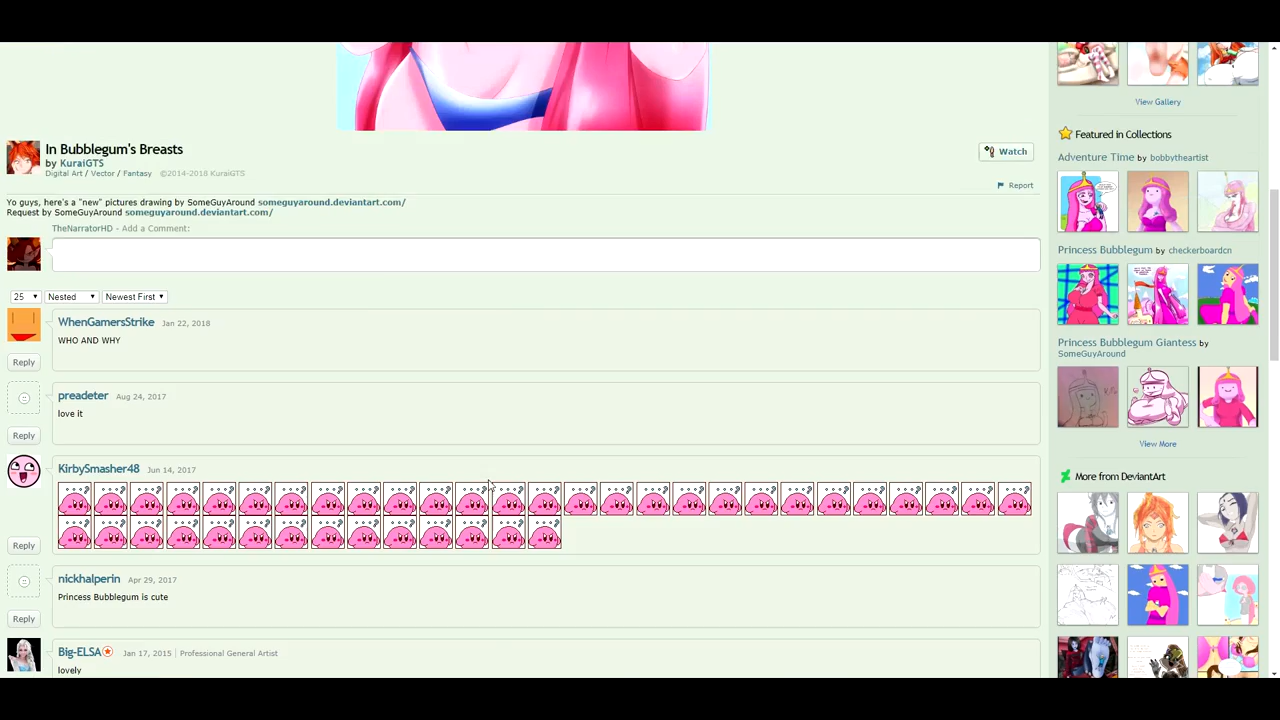 View Gallery
In Bubblegum's Breasts
by KuraiGTS
Digital Art / Vector / Fantasy ©2014-2018 KuraiGTS
Watch
Report
Yo guys, here's a "new" pictures drawing by SomeGuyAround someguyaround.deviantart.com/
Request by SomeGuyAround someguyaround.deviantart.com/
TheNarratorHD - Add a Comment:
25
Nested
Newest First
WhenGamersStrike Jan 22, 2018
WHO AND WHY
Reply
preadeter Aug 24, 2017
love it
Reply
KirbySmasher48 Jun 14, 2017
Reply
nickhalperin Apr 29, 2017
Princess Bubblegum is cute
Reply
Big-ELSA Jan 17, 2015 Professional General Artist
lovely
Featured in Collections
Adventure Time by bobbytheartist
Princess Bubblegum by checkerboardcn
Princess Bubblegum Giantess by
SomeGuyAround
View More
More from DeviantArt